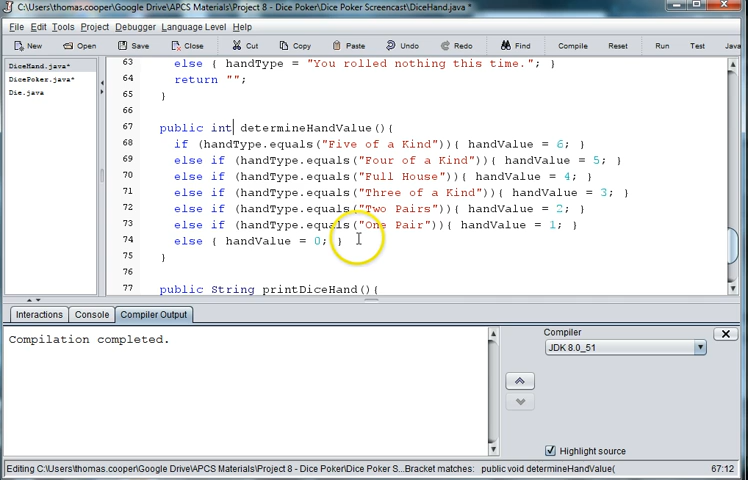 C:\Users\thomas.cooper\Google Drive\APCS Materials\Project 8 - Dice Poker\Dice Poker Screencast\DiceHand.java *
File Edit Tools Project Debugger Language Level Help
New Open Save Close Cut Copy Paste Undo Redo Find Compile Reset Run Test Java
DiceHand.java*
DicePoker.java*
Die.java
63 else { handType = "You rolled nothing this time."; }
64 return "";
65 }
66
67 public int determineHandValue(){
68 if (handType.equals("Five of a Kind")){ handValue = 6; }
69 else if (handType.equals("Four of a Kind")){ handValue = 5; }
70 else if (handType.equals("Full House")){ handValue = 4; }
71 else if (handType.equals("Three of a Kind")){ handValue = 3; }
72 else if (handType.equals("Two Pairs")){ handValue = 2; }
73 else if (handType.equals("One Pair")){ handValue = 1; }
74 else { handValue = 0; }
75 }
76
77 public String printDiceHand(){
Interactions Console Compiler Output
Compilation completed.
Compiler
JDK 8.0_51
Highlight source
Editing C:\Users\thomas.cooper\Google Drive\APCS Materials\Project 8 - Dice Poker\Dice Poker S...Bracket matches: public void determineHandValue( 67:12